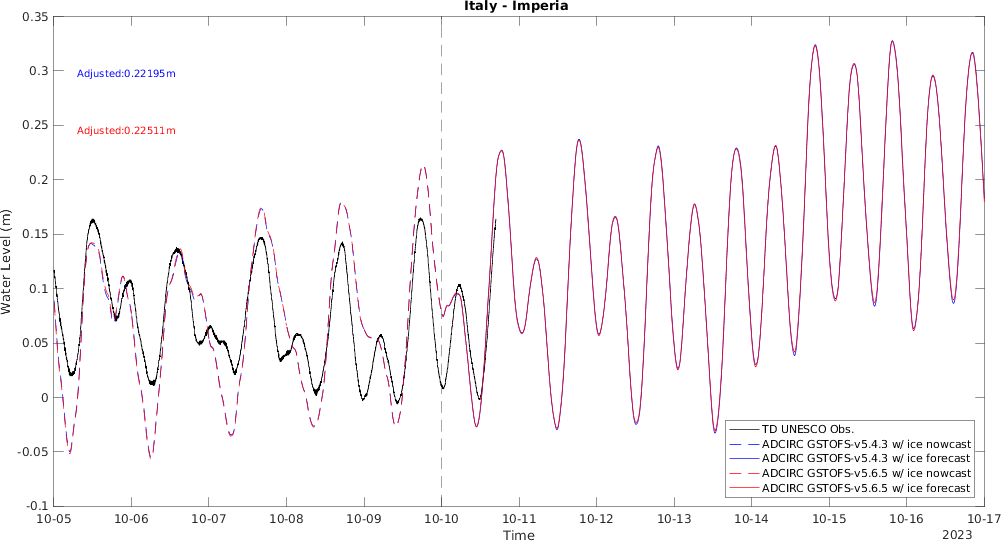 Italy - Imperia
0.35
0.3
0.25
0.2
0.15
0.1
0.05
0
-0.05
-0.1
Water Level (m)
Adjusted:0.22195m
Adjusted:0.22511m
TD UNESCO Obs.
ADCIRC GSTOFS-v5.4.3 w/ ice nowcast
ADCIRC GSTOFS-v5.4.3 w/ ice forecast
ADCIRC GSTOFS-v5.6.5 w/ ice nowcast
ADCIRC GSTOFS-v5.6.5 w/ ice forecast
10-05 10-06 10-07 10-08 10-09 10-10 10-11 10-12 10-13 10-14 10-15 10-16 10-17
Time
2023